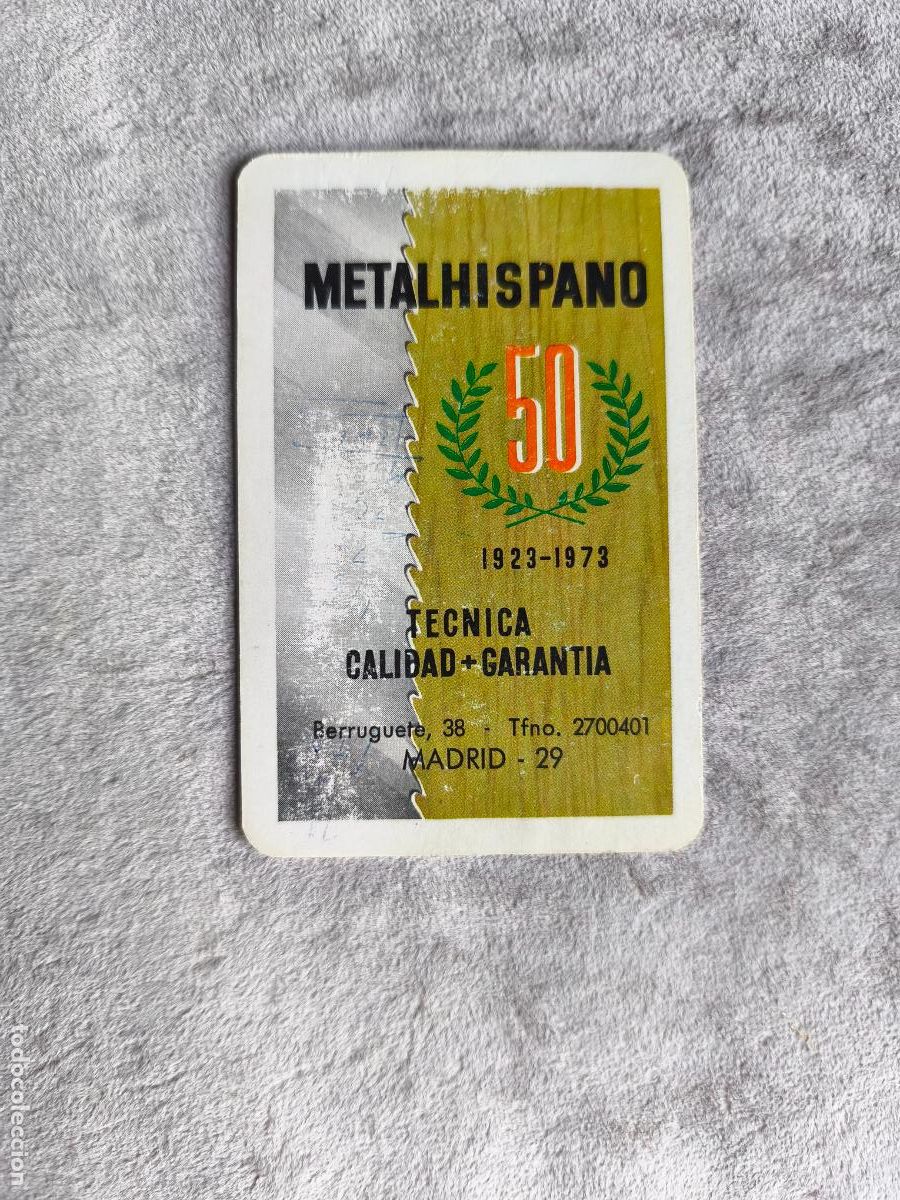 METALHISPANO
50
1923-1973
TECNICA
CALIDAD + GARANTIA
Berruguete, 38 - Tfno. 2700401
MADRID - 29
todocoleccion